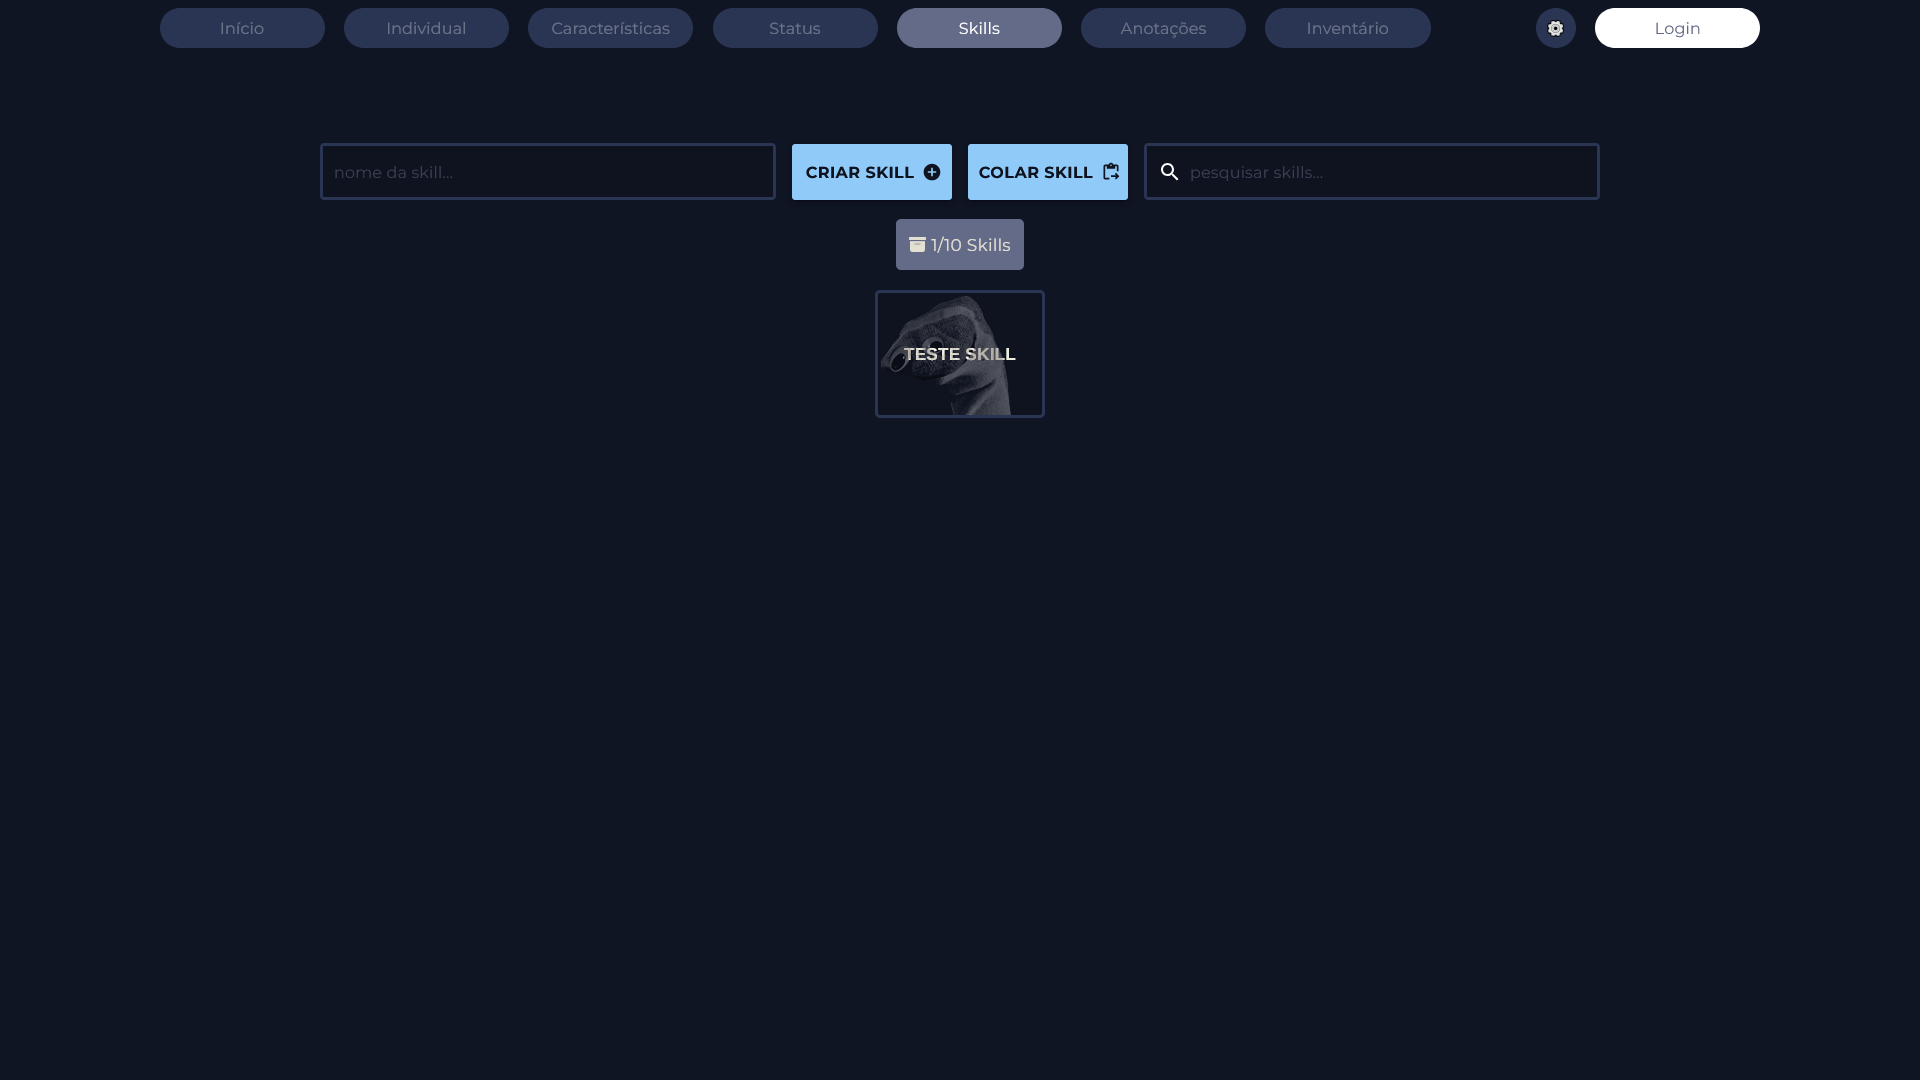 Início
Individual
Características
Status
Skills
Anotações
Inventário
Login
nome da skill...
CRIAR SKILL
COLAR SKILL
pesquisar skills...
1/10 Skills
TESTE SKILL